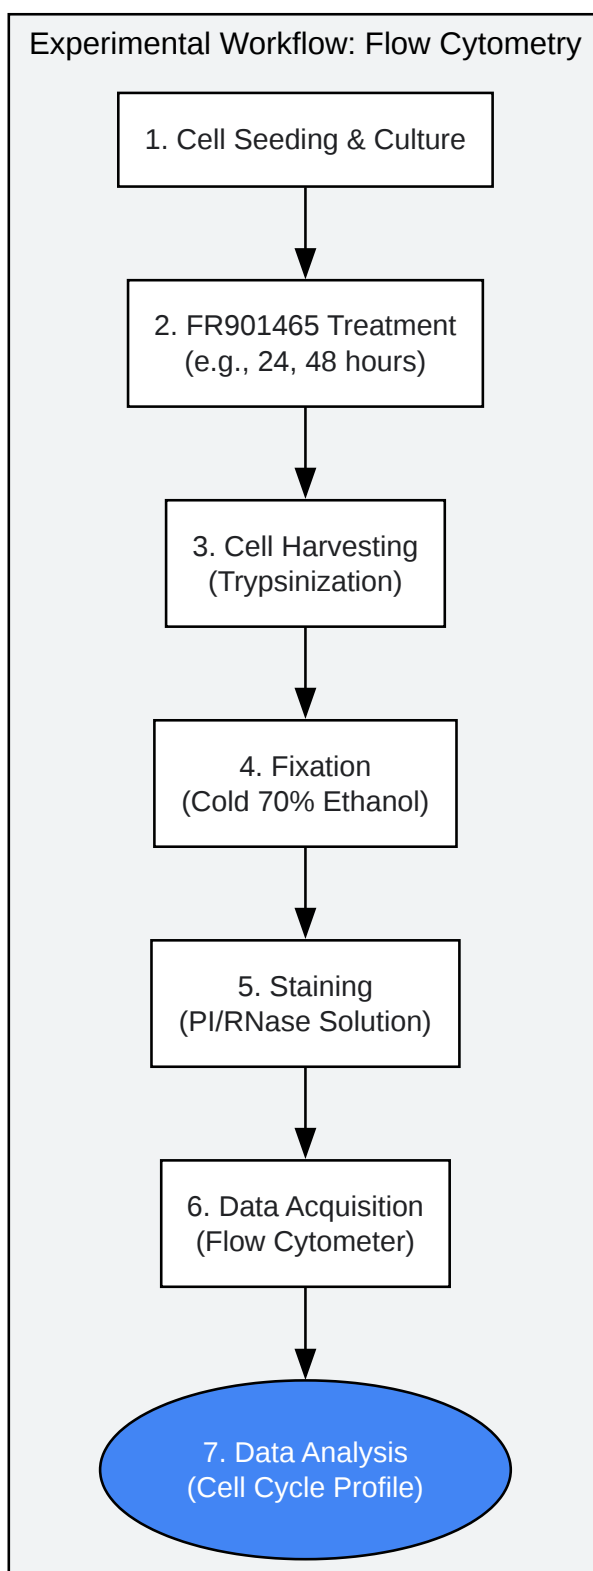 Experimental Workflow: Flow Cytometry
1. Cell Seeding & Culture
2. FR901465 Treatment
(e.g., 24, 48 hours)
3. Cell Harvesting
(Trypsinization)
4. Fixation
(Cold 70% Ethanol)
5. Staining
(PI/RNase Solution)
6. Data Acquisition
(Flow Cytometer)
7. Data Analysis
(Cell Cycle Profile)